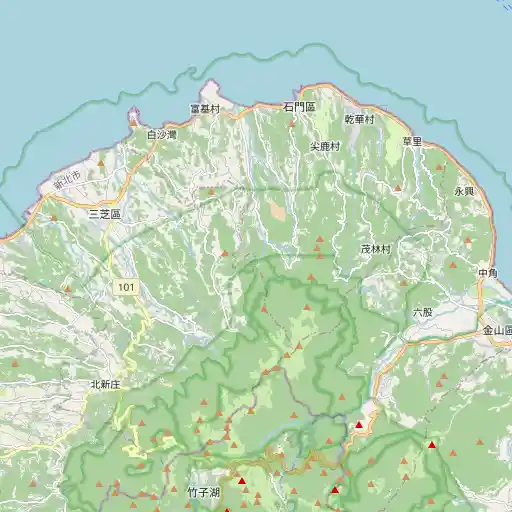 富基村
石門區
乾華村
白沙灣
尖鹿村
草里
新北市
永興
三芝區
茂林村
中角
101
六股
金山區
北新庄
竹子湖